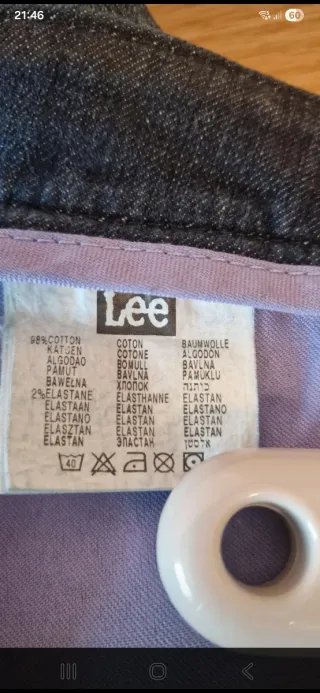 21:46
60
Lee
98%COTTON COTON BAUMWOLLE
KATOEN COTONE ALGODÓN
ALGODAO BOMULL BAVLNA
PAMUT BAVLNA PAMUKLU
BAWEŁNA ХЛОПОК כותנה
2%ELASTANE ELASTHANNE ELASTAN
ELASTAAN ELASTAN ELASTANO
ELASTANO ELASTAN ELASTAN
ELASZTAN ELASTAN ELASTAN
ELASTAN ЭЛАСТАН אלסטן
40